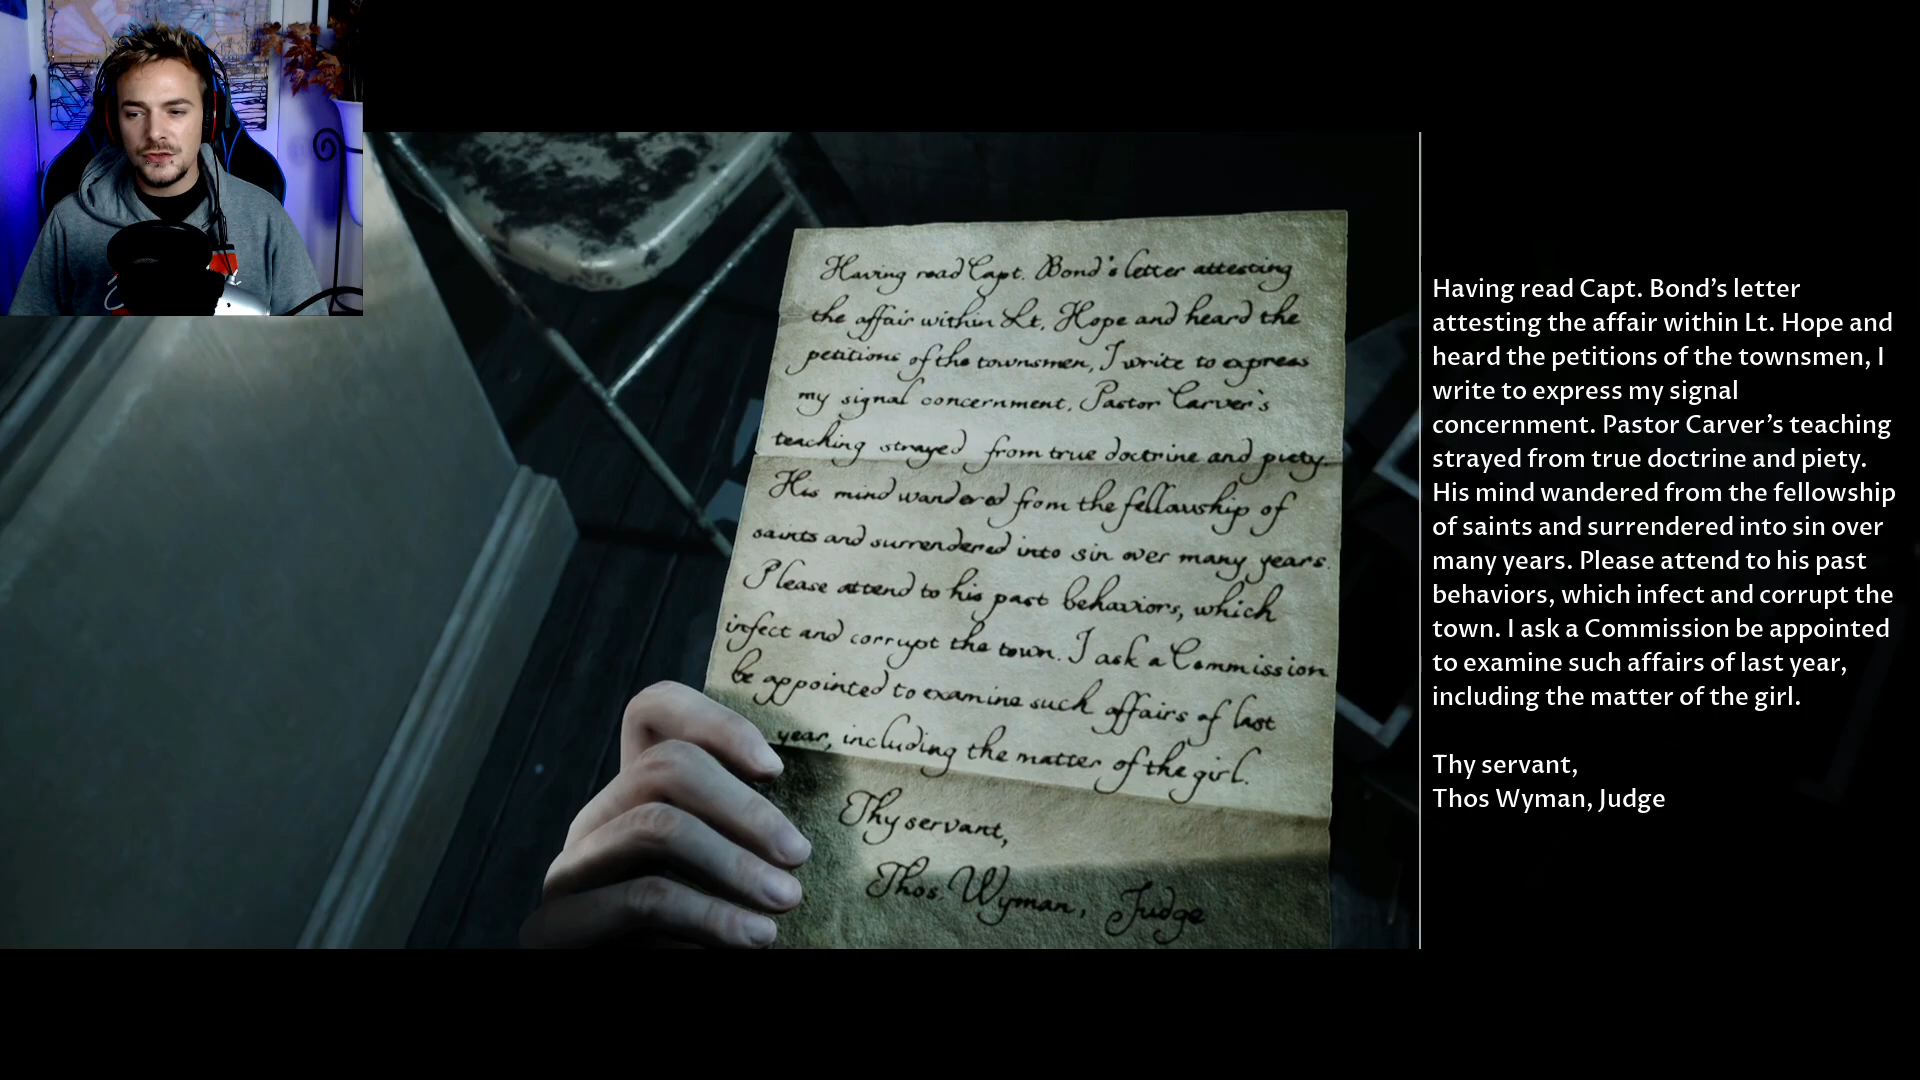 Having read Capt. Bond's letter attesting
the affair within Lt. Hope and heard the
petitions of the townsmen, I write to express
my signal concernment. Pastor Carver's
teaching strayed from true doctrine and piety.
His mind wandered from the fellowship of
saints and surrendered into sin over many years.
Please attend to his past behaviors, which
infect and corrupt the town. I ask a Commission
be appointed to examine such affairs of last
year, including the matter of the girl.
Thy servant,
Thos. Wyman, Judge
Having read Capt. Bond's letter
attesting the affair within Lt. Hope and
heard the petitions of the townsmen, I
write to express my signal
concernment. Pastor Carver's teaching
strayed from true doctrine and piety.
His mind wandered from the fellowship
of saints and surrendered into sin over
many years. Please attend to his past
behaviors, which infect and corrupt the
town. I ask a Commission be appointed
to examine such affairs of last year,
including the matter of the girl.
Thy servant,
Thos Wyman, Judge